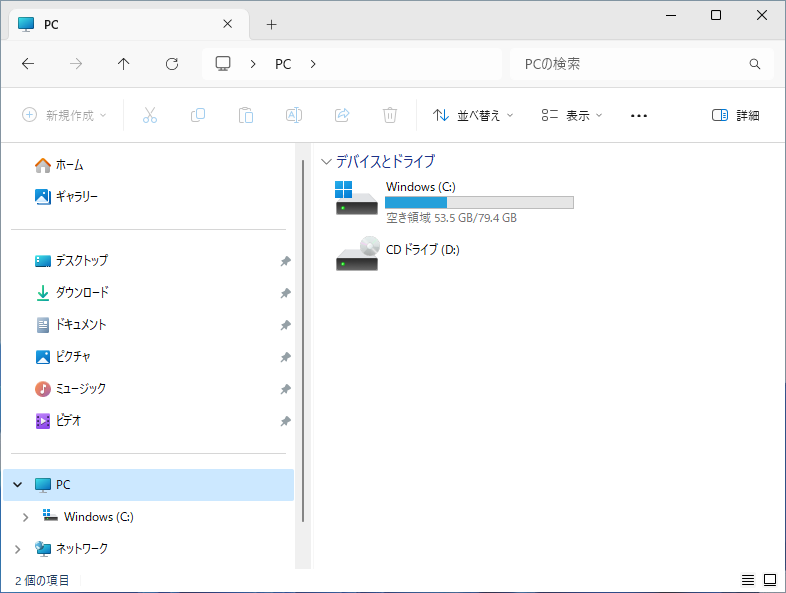 PC
PC
PCの検索
新規作成
並べ替え
表示
詳細
ホーム
ギャラリー
デスクトップ
ダウンロード
ドキュメント
ピクチャ
ミュージック
ビデオ
PC
Windows (C:)
ネットワーク
デバイスとドライブ
Windows (C:)
空き領域 53.5 GB/79.4 GB
CD ドライブ (D:)
2 個の項目